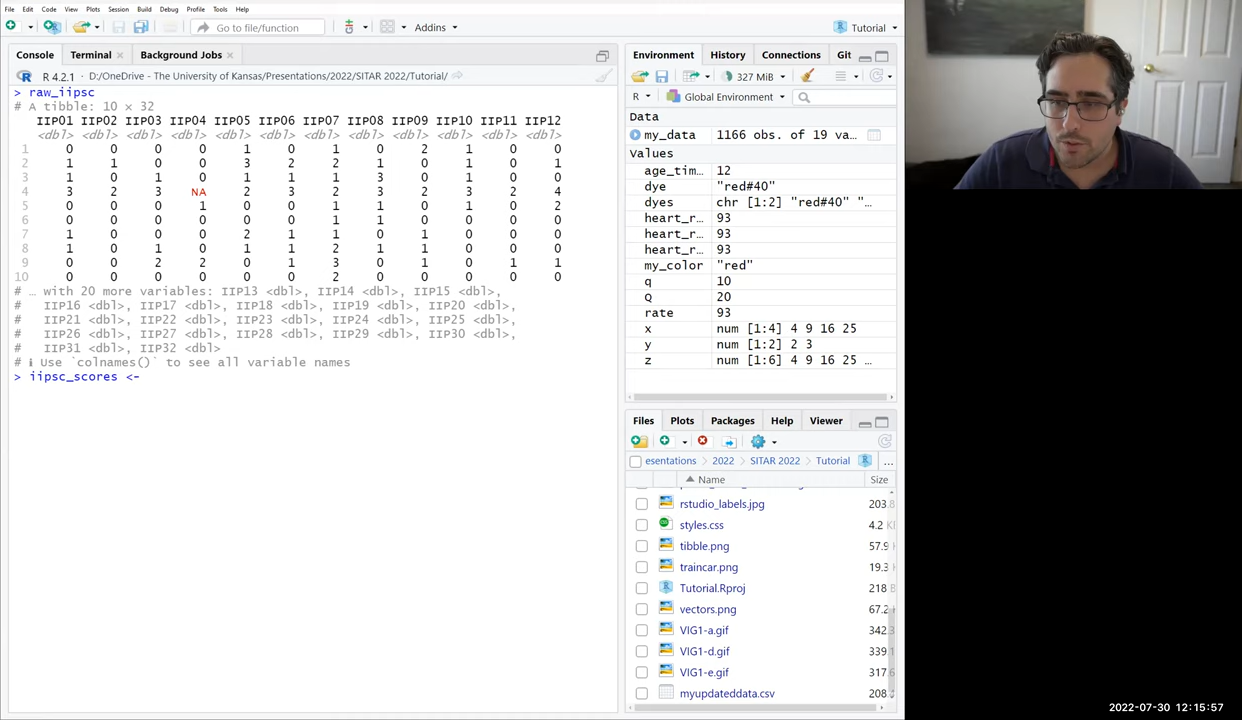 File Edit Code View Plots Session Build Debug Profile Tools Help
Go to file/function Addins Tutorial
Console Terminal Background Jobs
R 4.2.1 · D:/OneDrive - The University of Kansas/Presentations/2022/SITAR 2022/Tutorial/
> raw_iipsc
# A tibble: 10 × 32
IIP01 IIP02 IIP03 IIP04 IIP05 IIP06 IIP07 IIP08 IIP09 IIP10 IIP11 IIP12
<dbl> <dbl> <dbl> <dbl> <dbl> <dbl> <dbl> <dbl> <dbl> <dbl> <dbl> <dbl>
1 0 0 0 0 1 0 1 0 2 1 0 0
2 1 1 0 0 3 2 2 1 0 1 0 1
3 1 0 1 0 1 1 1 3 0 1 0 0
4 3 2 3 NA 2 3 2 3 2 3 2 4
5 0 0 0 1 0 0 1 1 0 1 0 2
6 0 0 0 0 0 0 1 1 0 0 0 0
7 1 0 0 0 2 1 1 0 1 0 0 0
8 1 0 1 0 1 1 2 1 0 0 0 0
9 0 0 2 2 0 1 3 0 1 0 1 1
10 0 0 0 0 0 0 2 0 0 0 0 0
# … with 20 more variables: IIP13 <dbl>, IIP14 <dbl>, IIP15 <dbl>,
# IIP16 <dbl>, IIP17 <dbl>, IIP18 <dbl>, IIP19 <dbl>, IIP20 <dbl>,
# IIP21 <dbl>, IIP22 <dbl>, IIP23 <dbl>, IIP24 <dbl>, IIP25 <dbl>,
# IIP26 <dbl>, IIP27 <dbl>, IIP28 <dbl>, IIP29 <dbl>, IIP30 <dbl>,
# IIP31 <dbl>, IIP32 <dbl>
# ℹ Use `colnames()` to see all variable names
> iipsc_scores <-
Environment History Connections Git
327 MiB
R Global Environment
Data
my_data 1166 obs. of 19 va…
Values
age_tim… 12
dye "red#40"
dyes chr [1:2] "red#40" "…
heart_r… 93
heart_r… 93
heart_r… 93
my_color "red"
q 10
Q 20
rate 93
x num [1:4] 4 9 16 25
y num [1:2] 2 3
z num [1:6] 4 9 16 25 …
Files Plots Packages Help Viewer
esentations 2022 SITAR 2022 Tutorial …
Name Size
rstudio_labels.jpg 203.8
styles.css 4.2 K
tibble.png 57.9
traincar.png 19.3
Tutorial.Rproj 218
vectors.png 67.2
VIG1-a.gif 342.
VIG1-d.gif 339.
VIG1-e.gif 317.
myupdateddata.csv 208.
2022-07-30 12:15:57